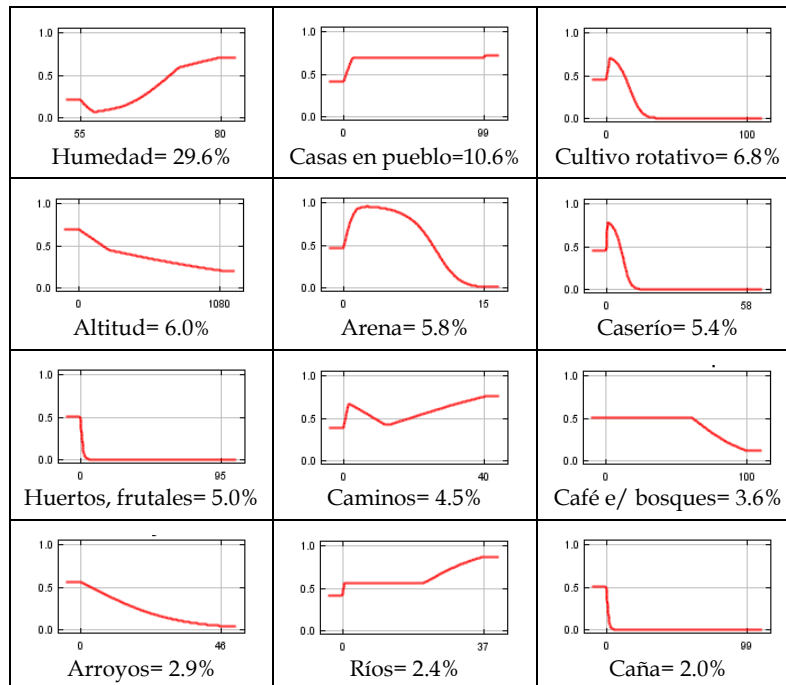 1.0 1.0 1.0
0.5 0.5 0.5
0.0 0.0 0.0
55 80 0 99 0 100
Humedad= 29.6% Casas en pueblo=10.6% Cultivo rotativo= 6.8%
1.0 1.0 1.0
0.5 0.5 0.5
0.0 0.0 0.0
0 1080 0 15 0 58
Altitud= 6.0% Arena= 5.8% Caserío= 5.4%
1.0 1.0 1.0
0.5 0.5 0.5
0.0 0.0 0.0
0 95 0 40 0 100
Huertos, frutales= 5.0% Caminos= 4.5% Café e/ bosques= 3.6%
1.0 1.0 1.0
0.5 0.5 0.5
0.0 0.0 0.0
0 46 0 37 0 99
Arroyos= 2.9% Ríos= 2.4% Caña= 2.0%